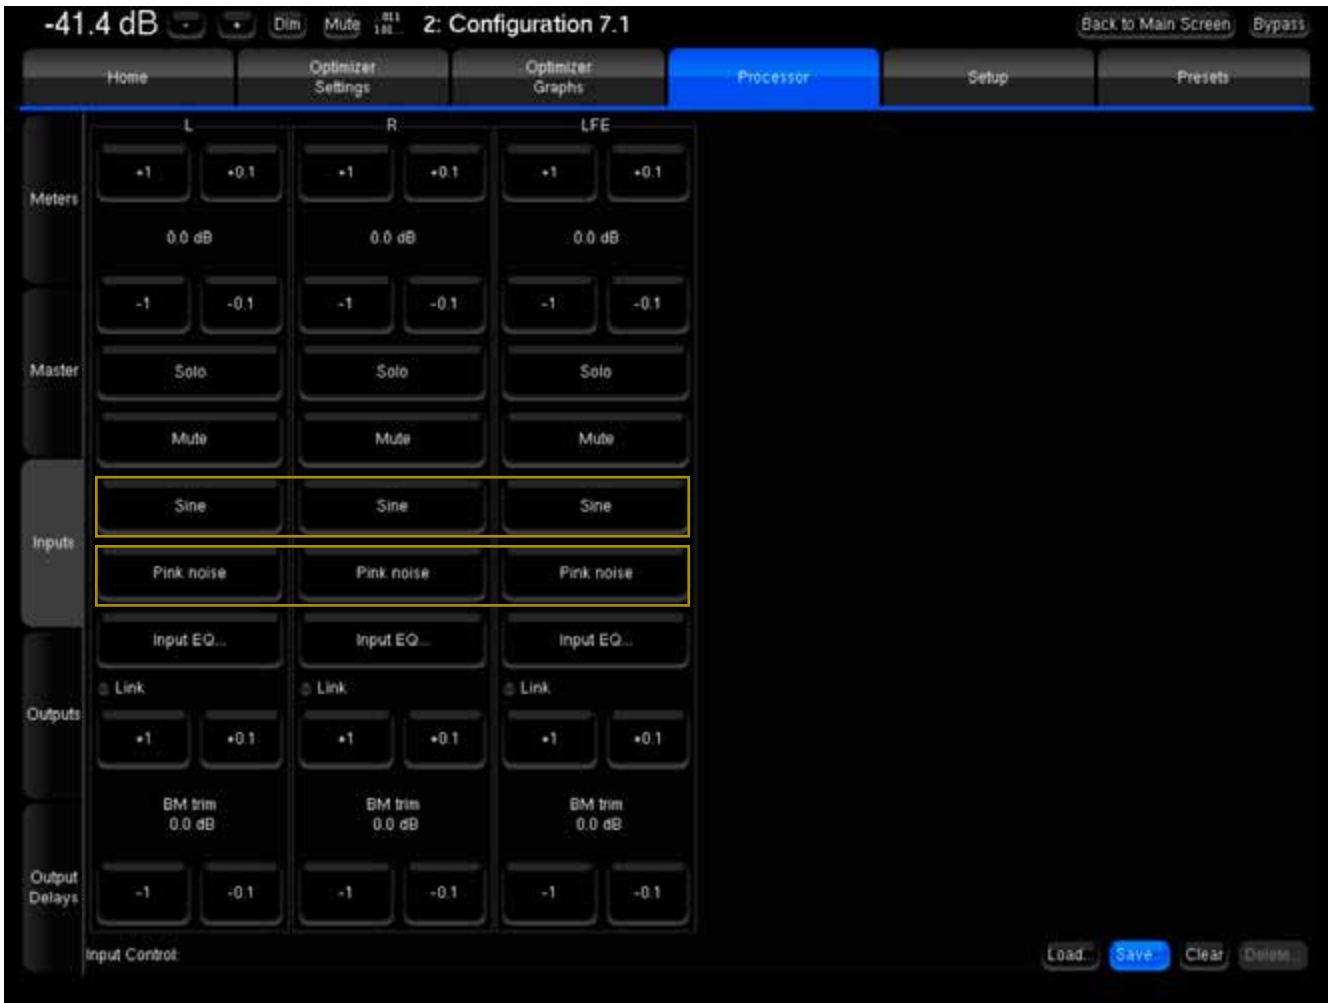 -41.4 dB - + Dim Mute 2: Configuration 7.1 Back to Main Screen Bypass
Home Optimizer Settings Optimizer Graphs Processor Setup Presets
L R LFE
+1 +0.1 +1 +0.1 +1 +0.1
Meters
0.0 dB 0.0 dB 0.0 dB
-1 -0.1 -1 -0.1 -1 -0.1
Master Solo Solo Solo
Mute Mute Mute
Sine Sine Sine
Inputs
Pink noise Pink noise Pink noise
Input EQ... Input EQ... Input EQ...
Link Link Link
Outputs
+1 +0.1 +1 +0.1 +1 +0.1
BM trim BM trim BM trim
0.0 dB 0.0 dB 0.0 dB
Output
Delays
-1 -0.1 -1 -0.1 -1 -0.1
Input Control: Load... Save... Clear Delete...